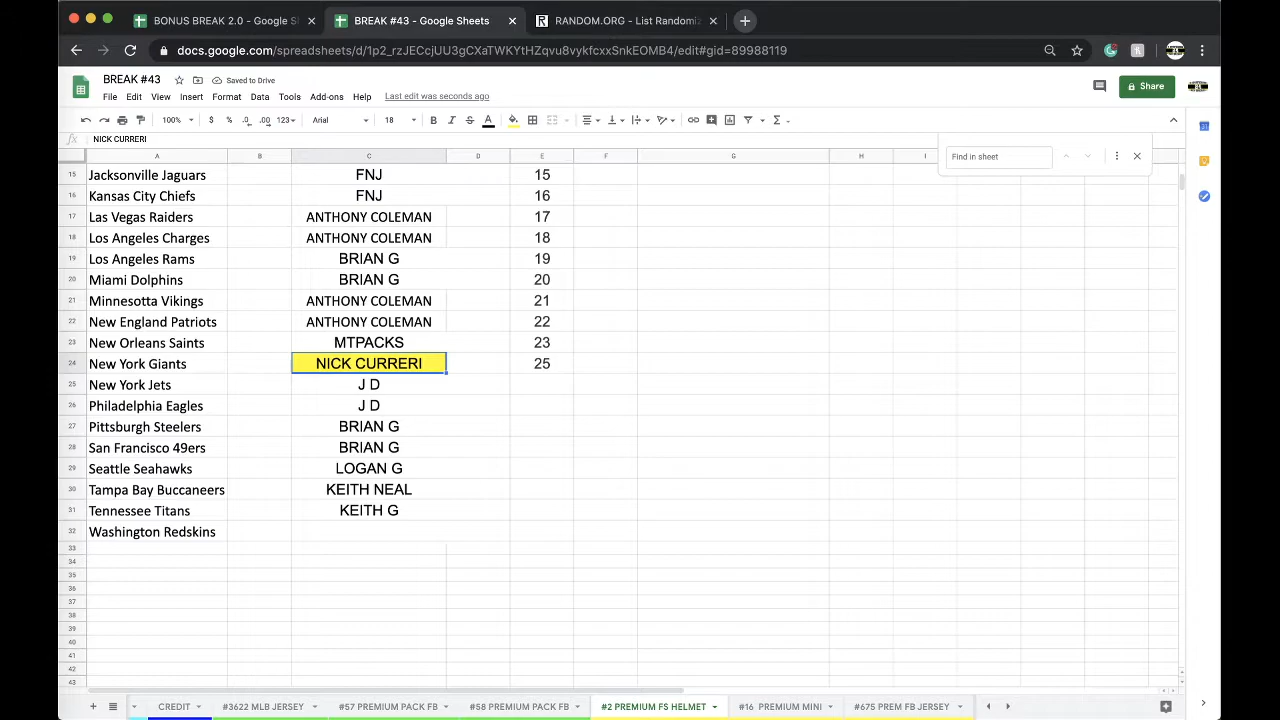 BONUS BREAK 2.0 - Google S
BREAK #43 - Google Sheets
RANDOM.ORG - List Randomiz
docs.google.com/spreadsheets/d/1p2_rzJECcjUU3gCXaTWKYtHZqvu8vykfcxxSnkEOMB4/edit#gid=89988119
BREAK #43
Saved to Drive
File Edit View Insert Format Data Tools Add-ons Help Last edit was seconds ago
Share
100% $ % .0 .00 123 Arial 18 B I S A
fx NICK CURRERI
Find in sheet
A B C D E F G H I
15 Jacksonville Jaguars FNJ 15
16 Kansas City Chiefs FNJ 16
17 Las Vegas Raiders ANTHONY COLEMAN 17
18 Los Angeles Charges ANTHONY COLEMAN 18
19 Los Angeles Rams BRIAN G 19
20 Miami Dolphins BRIAN G 20
21 Minnesotta Vikings ANTHONY COLEMAN 21
22 New England Patriots ANTHONY COLEMAN 22
23 New Orleans Saints MTPACKS 23
24 New York Giants NICK CURRERI 25
25 New York Jets J D
26 Philadelphia Eagles J D
27 Pittsburgh Steelers BRIAN G
28 San Francisco 49ers BRIAN G
29 Seattle Seahawks LOGAN G
30 Tampa Bay Buccaneers KEITH NEAL
31 Tennessee Titans KEITH G
32 Washington Redskins
33
34
35
36
37
38
39
40
41
42
43
CREDIT #3622 MLB JERSEY #57 PREMIUM PACK FB #58 PREMIUM PACK FB #2 PREMIUM FS HELMET #16 PREMIUM MINI #675 PREM FB JERSEY